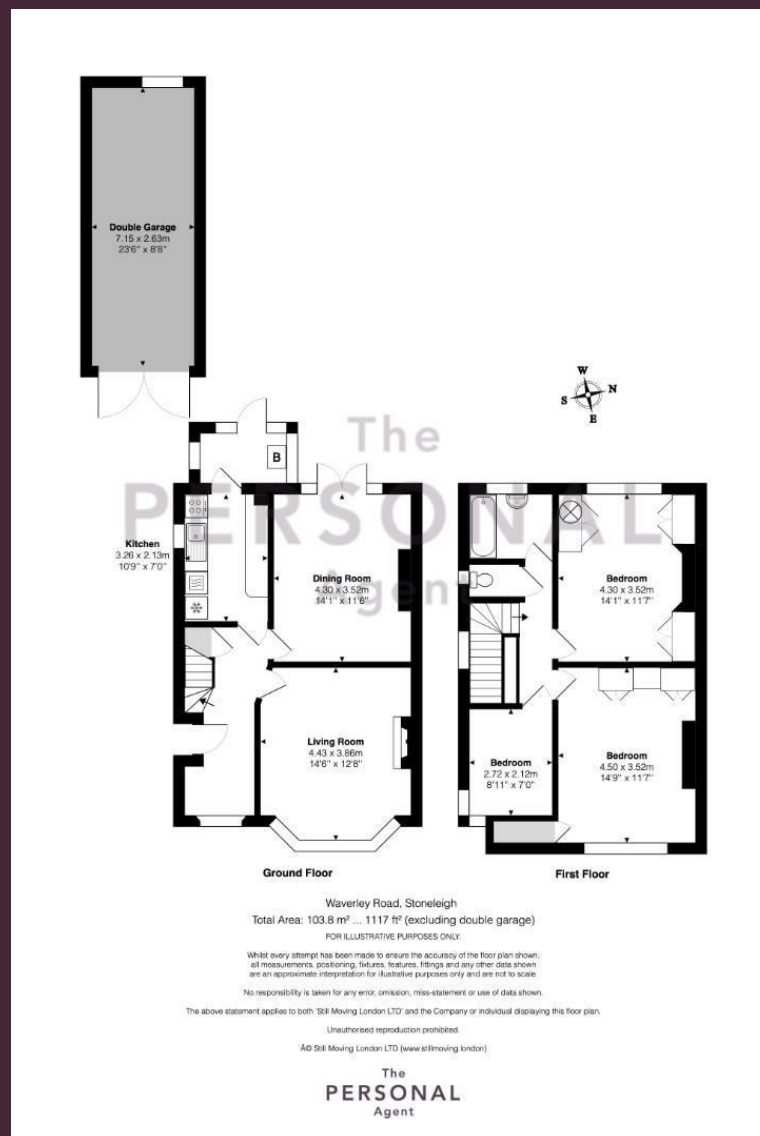 Double Garage
7.15 x 2.63m
23'6" x 8'8"
W
N
S
E
The
PERSONAL
Agent
B
Kitchen
3.26 x 2.13m
10'9" x 7'0"
Dining Room
4.30 x 3.52m
14'1" x 11'6"
Living Room
4.43 x 3.86m
14'6" x 12'8"
Bedroom
4.30 x 3.52m
14'1" x 11'7"
Bedroom
2.72 x 2.12m
8'11" x 7'0"
Bedroom
4.50 x 3.52m
14'9" x 11'7"
Ground Floor
First Floor
Waverley Road, Stoneleigh
Total Area: 103.8 m² ... 1117 ft² (excluding double garage)
FOR ILLUSTRATIVE PURPOSES ONLY.
Whilst every attempt has been made to ensure the accuracy of the floor plan shown,
all measurements, positioning, fixtures, features, fittings and any other data shown
are an approximate interpretation for illustrative purposes only and are not to scale.
No responsibility is taken for any error, omission, miss-statement or use of data shown.
The above statement applies to both 'Still Moving London LTD' and the Company or individual displaying this floor plan.
Unauthorised reproduction prohibited.
Â© Still Moving London LTD (www.stillmoving.london)
The
PERSONAL
Agent